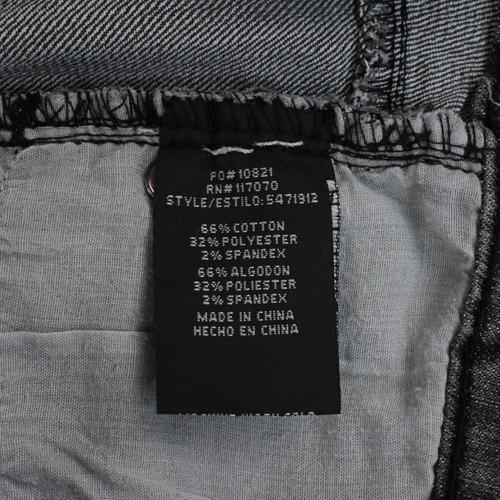 PO# 10821
RN# 117070
STYLE/ESTILO: 5471912
66% COTTON
32% POLYESTER
2% SPANDEX
66% ALGODON
32% POLIESTER
2% SPANDEX
MADE IN CHINA
HECHO EN CHINA